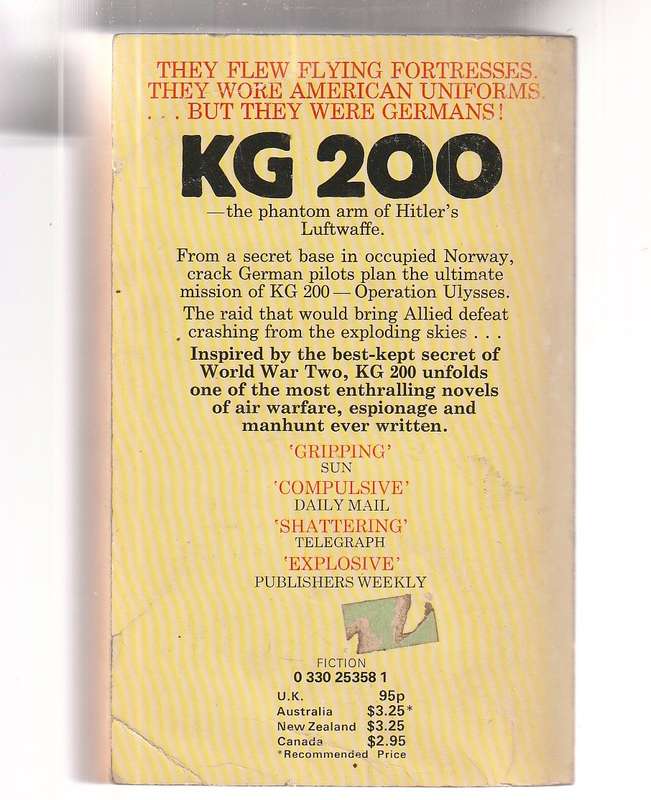 THEY FLEW FLYING FORTRESSES.
THEY WORE AMERICAN UNIFORMS.
. . . BUT THEY WERE GERMANS!
KG 200
—the phantom arm of Hitler's
Luftwaffe.
From a secret base in occupied Norway,
crack German pilots plan the ultimate
mission of KG 200 — Operation Ulysses.
The raid that would bring Allied defeat
crashing from the exploding skies . . .
Inspired by the best-kept secret of
World War Two, KG 200 unfolds
one of the most enthralling novels
of air warfare, espionage and
manhunt ever written.
'GRIPPING'
SUN
'COMPULSIVE'
DAILY MAIL
'SHATTERING'
TELEGRAPH
'EXPLOSIVE'
PUBLISHERS WEEKLY
FICTION
0 330 25358 1
U.K. 95p
Australia $3.25*
New Zealand $3.25
Canada $2.95
*Recommended Price